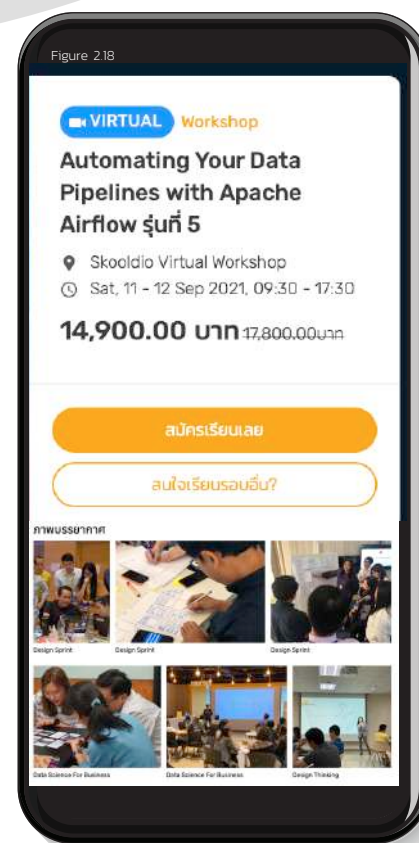 Figure 2.18
VIRTUAL Workshop
Automating Your Data
Pipelines with Apache
Airflow รุ่นที่ 5
Skooldio Virtual Workshop
Sat, 11 - 12 Sep 2021, 09:30 - 17:30
14,900.00 บาท 17,800.00บาท
สมัครเรียนเลย
สนใจเรียนรอบอื่น?
ภาพบรรยากาศ
Design Sprint Design Sprint Design Sprint
Data Science For Business Data Science For Business Design Thinking